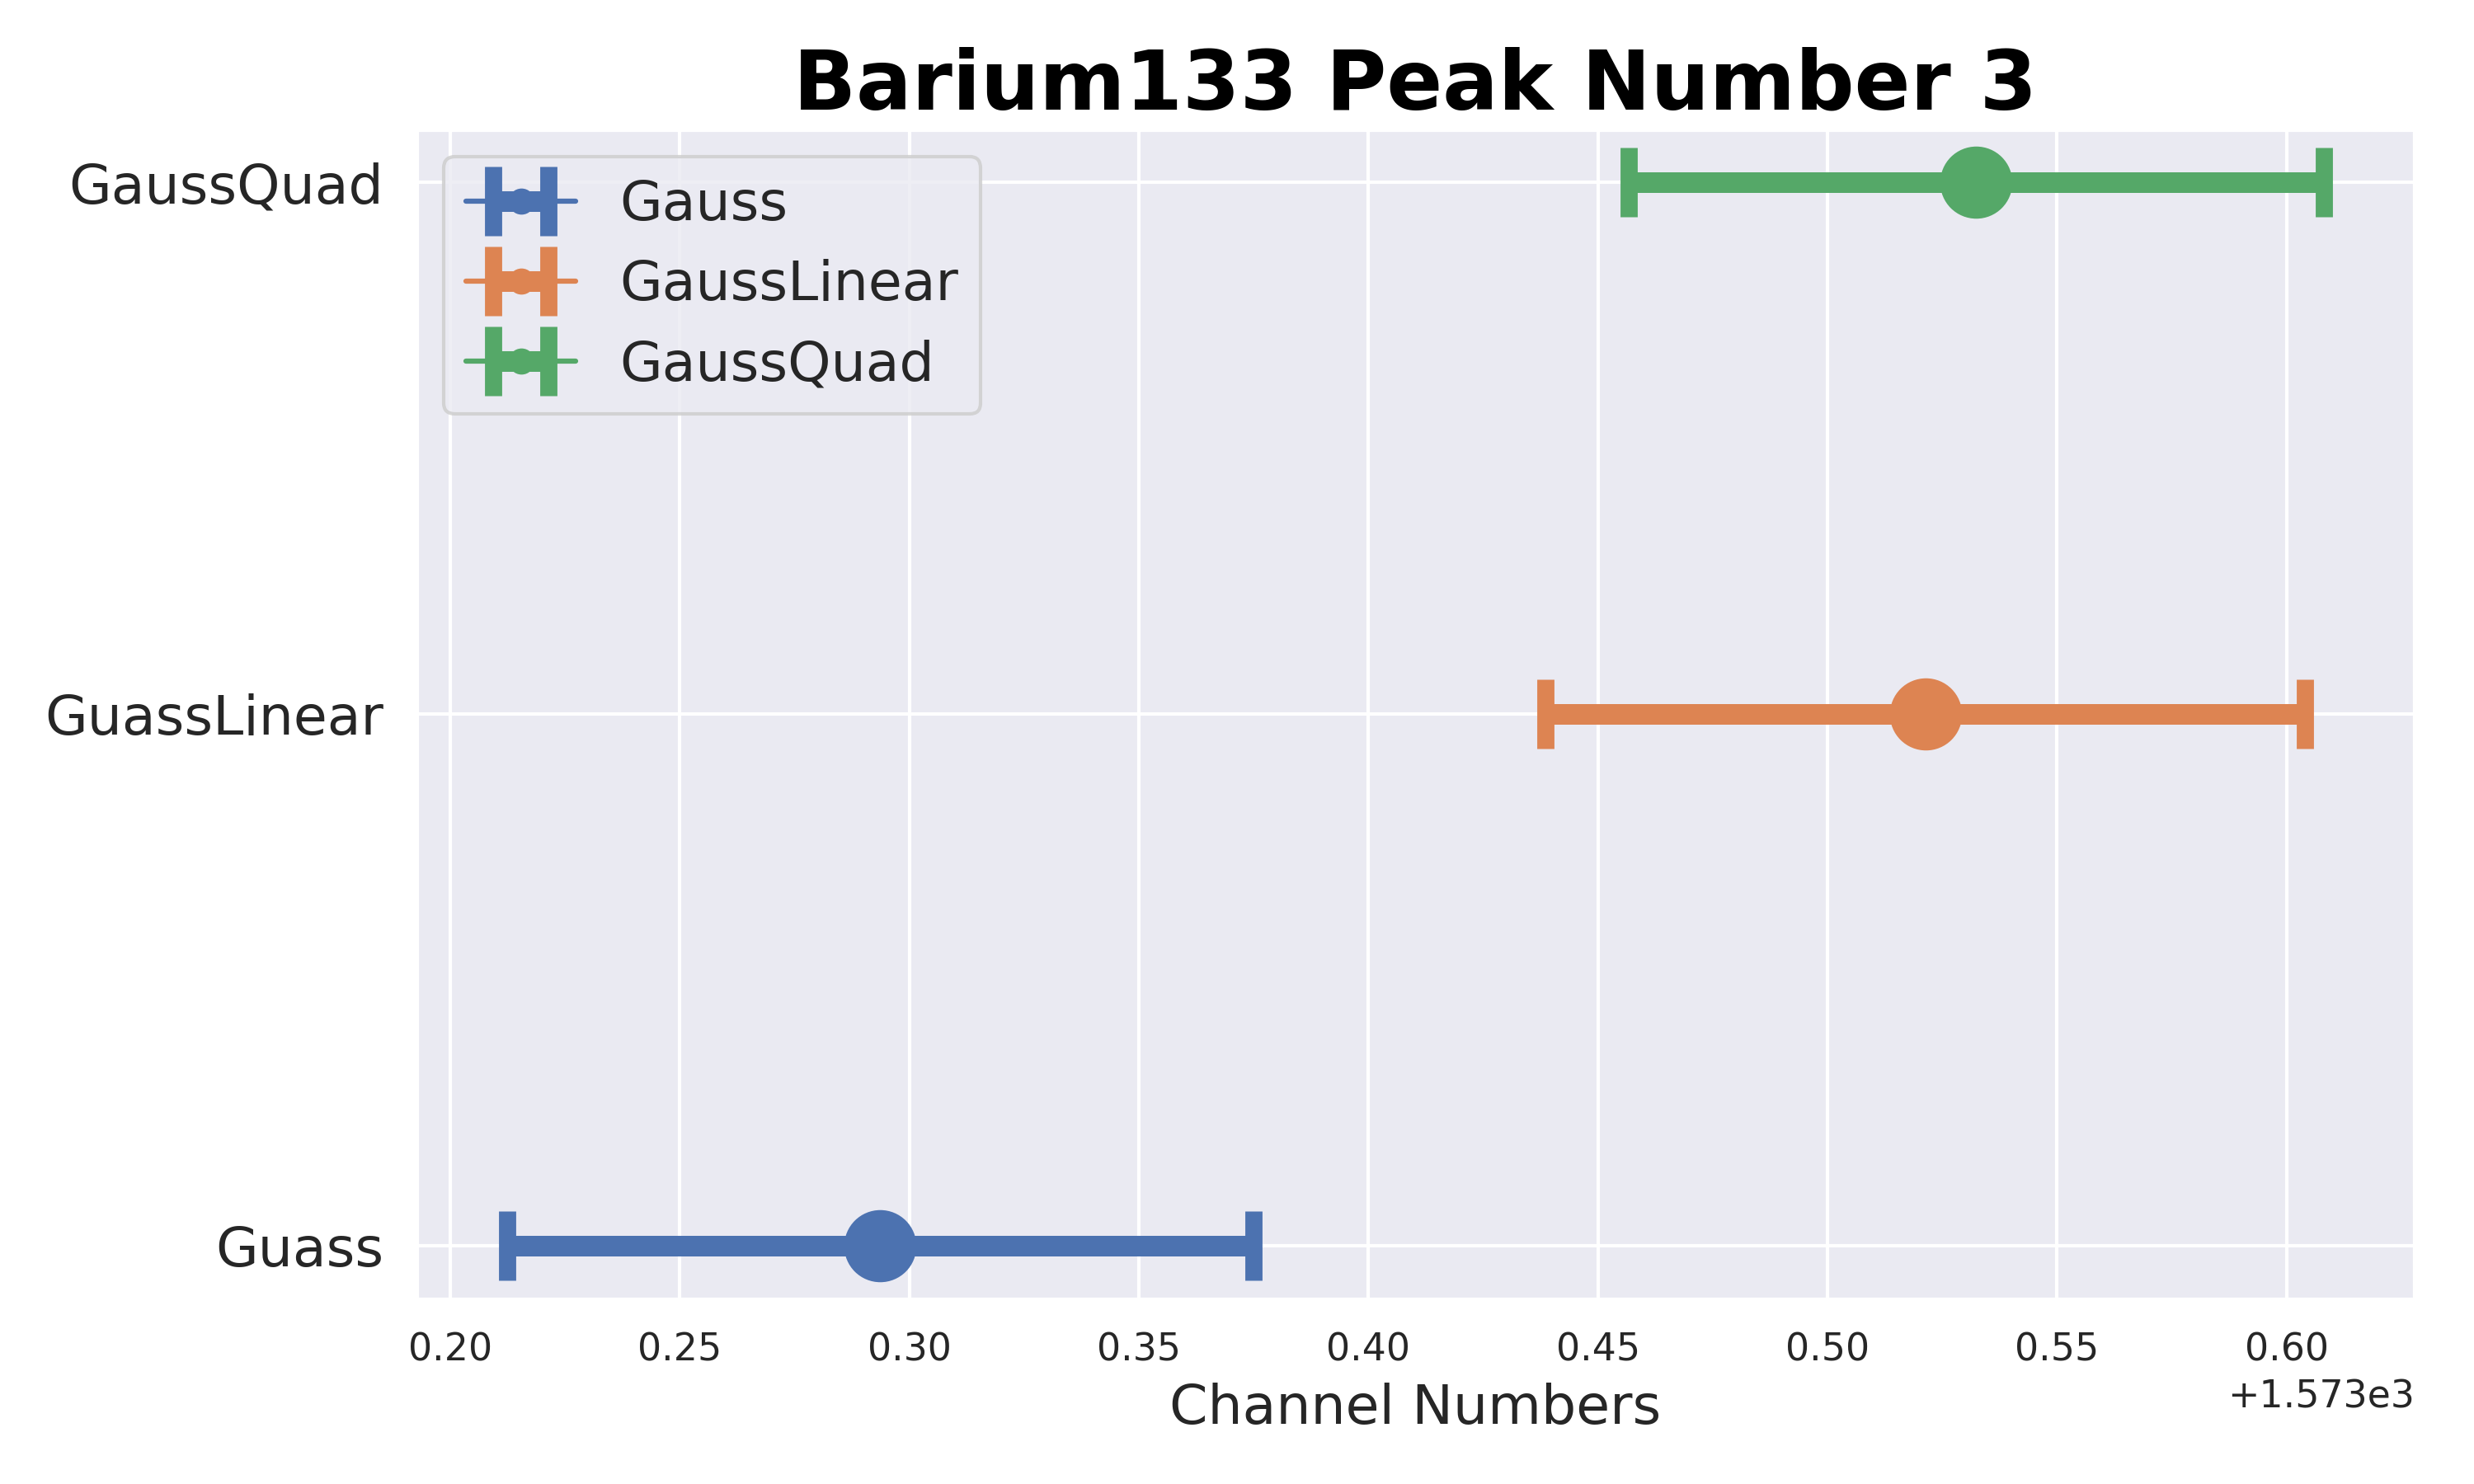 Barium133 Peak Number 3
GaussQuad
Gauss
GaussLinear
GaussQuad
GuassLinear
Guass
0.20 0.25 0.30 0.35 0.40 0.45 0.50 0.55 0.60
+1.573e3
Channel Numbers